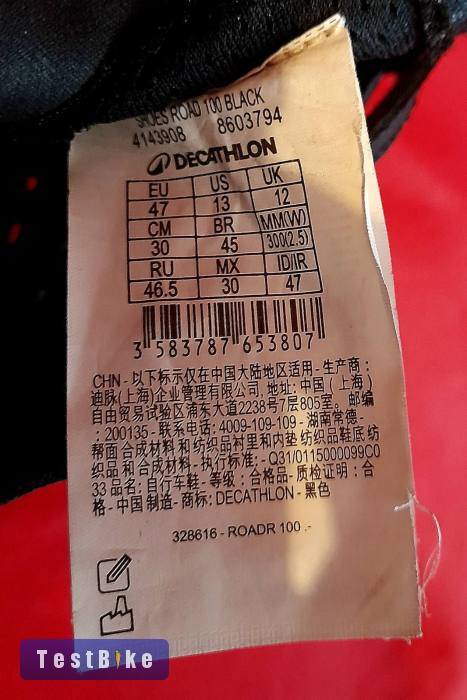 SHOES ROAD 100 BLACK
4143908 8603794
DECATHLON
EU US UK
47 13 12
CM BR MM(W)
30 45 300(2.5)
RU MX ID/IR
46.5 30 47
3 583787 653807
CHN - 以下标示仅在中国大陆地区适用 - 生产商：
迪脉(上海)企业管理有限公司, 地址: 中国（上海）
自由贸易试验区浦东大道2238号7层805室。邮编
: 200135 - 联系电话: 4009-109-109 - 湖南常德 -
帮面合成材料和纺织品衬里和内垫纺织品鞋底纺
织品和合成材料 - 执行标准: - Q31/0115000099C0
33 品名: 自行车鞋 - 等级：合格品 - 质检证明：合
格 - 中国制造 - 商标: DECATHLON - 黑色
328616 - ROADR 100 .-
TestBike